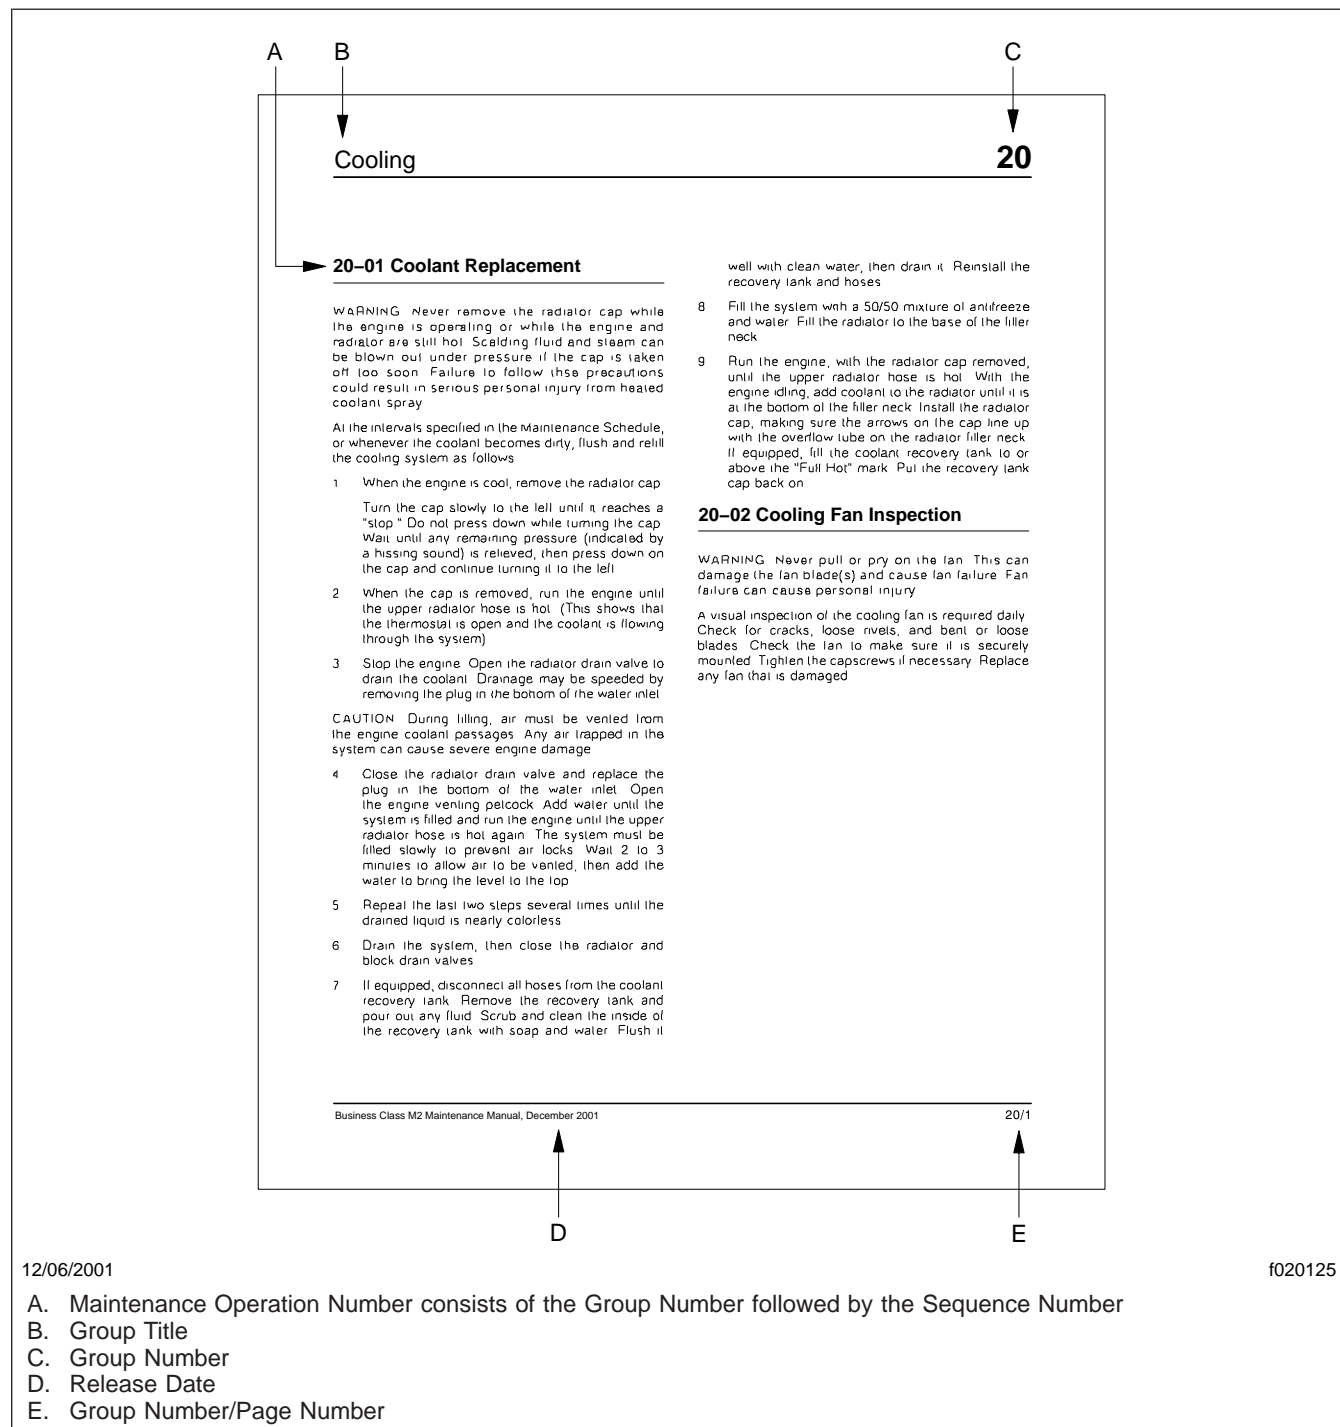 A B C
Cooling 20
20–01 Coolant Replacement
WARNING Never remove the radiator cap while
the engine is operating or while the engine and
radiator are still hot Scalding fluid and steam can
be blown out under pressure if the cap is taken
off too soon Failure to follow thse precautions
could result in serious personal injury from heated
coolant spray
At the intervals specified in the Maintenance Schedule,
or whenever the coolant becomes dirty, flush and refill
the cooling system as follows
1 When the engine is cool, remove the radiator cap
Turn the cap slowly to the left until it reaches a
"stop " Do not press down while turning the cap
Wait until any remaining pressure (indicated by
a hissing sound) is relieved, then press down on
the cap and continue turning it to the left
2 When the cap is removed, run the engine until
the upper radiator hose is hot (This shows that
the thermostat is open and the coolant is flowing
through the system)
3 Stop the engine Open the radiator drain valve to
drain the coolant Drainage may be speeded by
removing the plug in the bottom of the water inlet
CAUTION During filling, air must be vented from
the engine coolant passages Any air trapped in the
system can cause severe engine damage
4 Close the radiator drain valve and replace the
plug in the bottom of the water inlet Open
the engine venting petcock Add water until the
system is filled and run the engine until the upper
radiator hose is hot again The system must be
filled slowly to prevent air locks Wait 2 to 3
minutes to allow air to be vented, then add the
water to bring the level to the top
5 Repeat the last two steps several times until the
drained liquid is nearly colorless
6 Drain the system, then close the radiator and
block drain valves
7 If equipped, disconnect all hoses from the coolant
recovery tank Remove the recovery tank and
pour out any fluid Scrub and clean the inside of
the recovery tank with soap and water Flush it
well with clean water, then drain it Reinstall the
recovery tank and hoses
8 Fill the system with a 50/50 mixture of antifreeze
and water Fill the radiator to the base of the filler
neck
9 Run the engine, with the radiator cap removed,
until the upper radiator hose is hot With the
engine idling, add coolant to the radiator until it is
at the bottom of the filler neck Install the radiator
cap, making sure the arrows on the cap line up
with the overflow tube on the radiator filler neck
If equipped, fill the coolant recovery tank to or
above the "Full Hot" mark Put the recovery tank
cap back on
20–02 Cooling Fan Inspection
WARNING Never pull or pry on the fan This can
damage the fan blade(s) and cause fan failure Fan
failure can cause personal injury
A visual inspection of the cooling fan is required daily
Check for cracks, loose rivets, and bent or loose
blades Check the fan to make sure it is securely
mounted Tighten the capscrews if necessary Replace
any fan that is damaged
Business Class M2 Maintenance Manual, December 2001 20/1
D E
12/06/2001 f020125
A. Maintenance Operation Number consists of the Group Number followed by the Sequence Number
B. Group Title
C. Group Number
D. Release Date
E. Group Number/Page Number